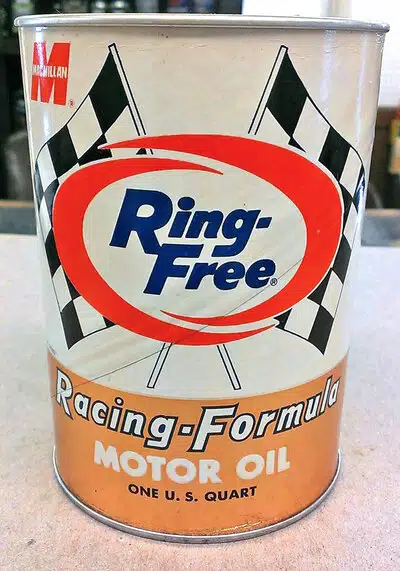 MACMILLAN
Ring-
Free®
Racing-Formula
MOTOR OIL
ONE U. S. QUART